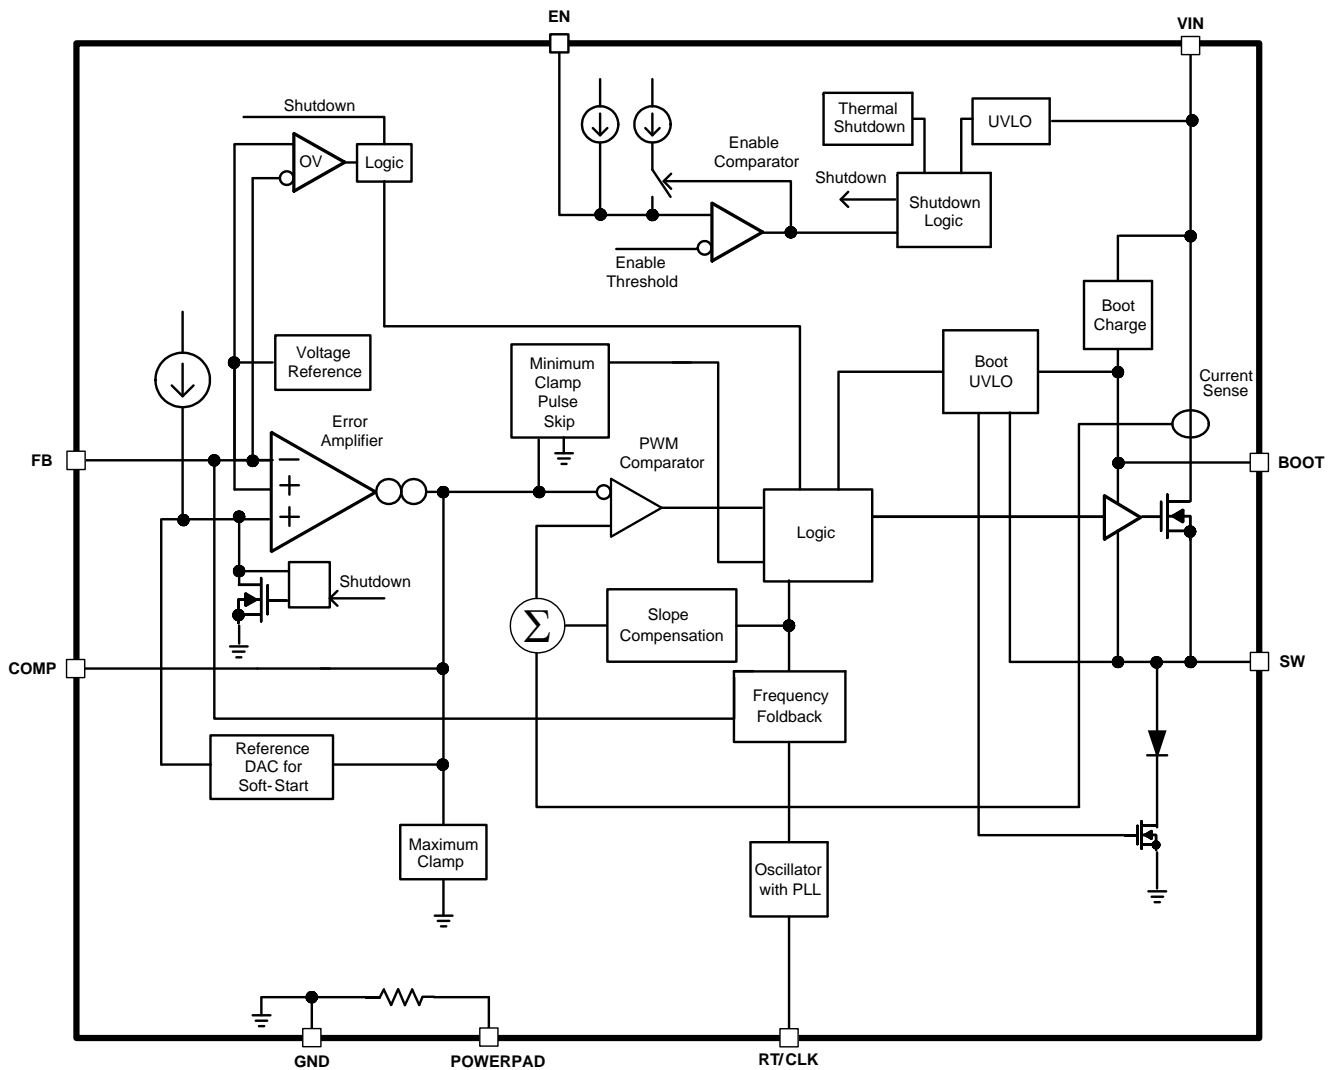 EN
VIN
Shutdown
OV
Logic
Enable
Comparator
Thermal
Shutdown
UVLO
Shutdown
Shutdown
Logic
Enable
Threshold
Boot
Charge
Voltage
Reference
Minimum
Clamp
Pulse
Skip
Boot
UVLO
Current
Sense
Error
Amplifier
PWM
Comparator
FB
BOOT
−
+
+
Logic
Shutdown
Σ
Slope
Compensation
COMP
SW
Frequency
Foldback
Reference
DAC for
Soft-Start
Maximum
Clamp
Oscillator
with PLL
GND
POWERPAD
RT/CLK